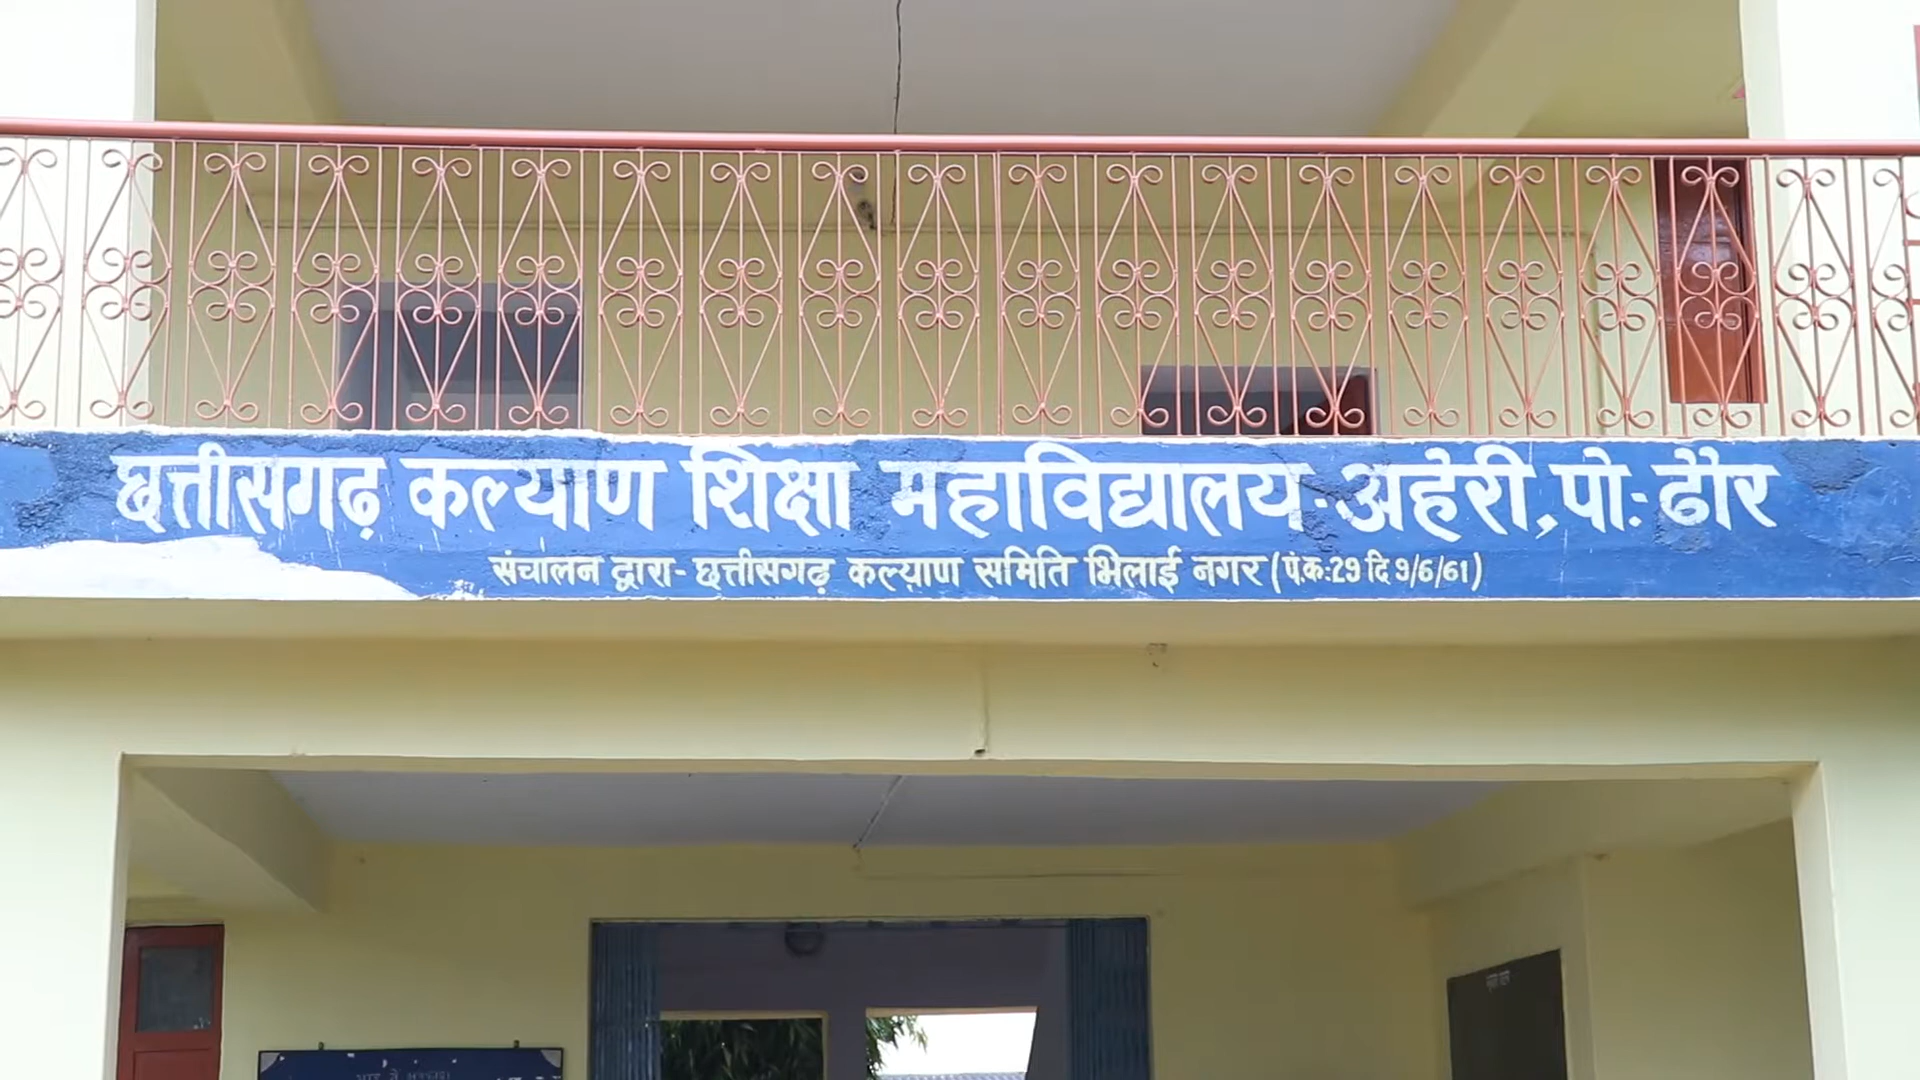 छत्तीसगढ़ कल्याण शिक्षा महाविद्यालय-अहेरी,पो:-ढौर
संचालन द्वारा- छत्तीसगढ़ कल्याण समिति भिलाई नगर (पं.क्र:29 दि 9/6/61)